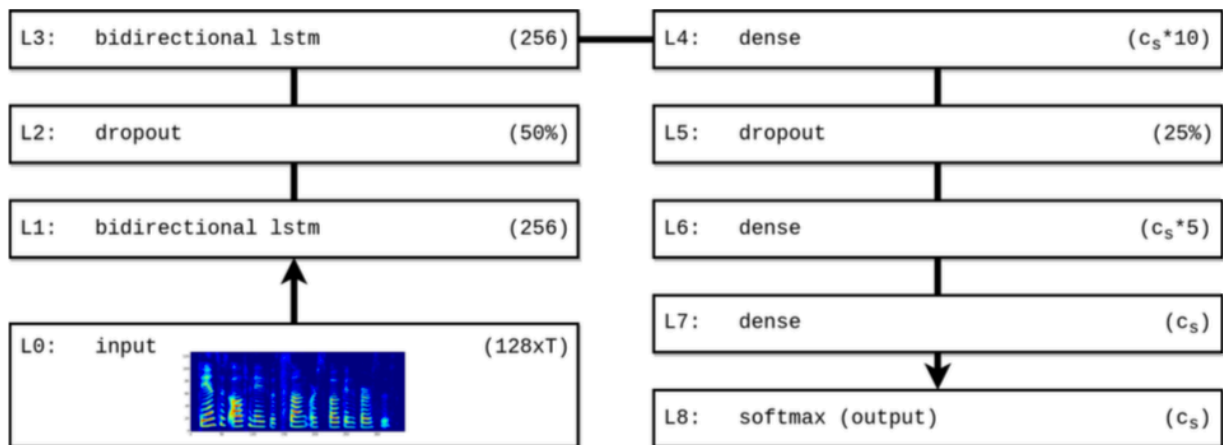 L3: bidirectional lstm (256)
L2: dropout (50%)
L1: bidirectional lstm (256)
L0: input (128xT)
L4: dense (cₛ*10)
L5: dropout (25%)
L6: dense (cₛ*5)
L7: dense (cₛ)
L8: softmax (output) (cₛ)